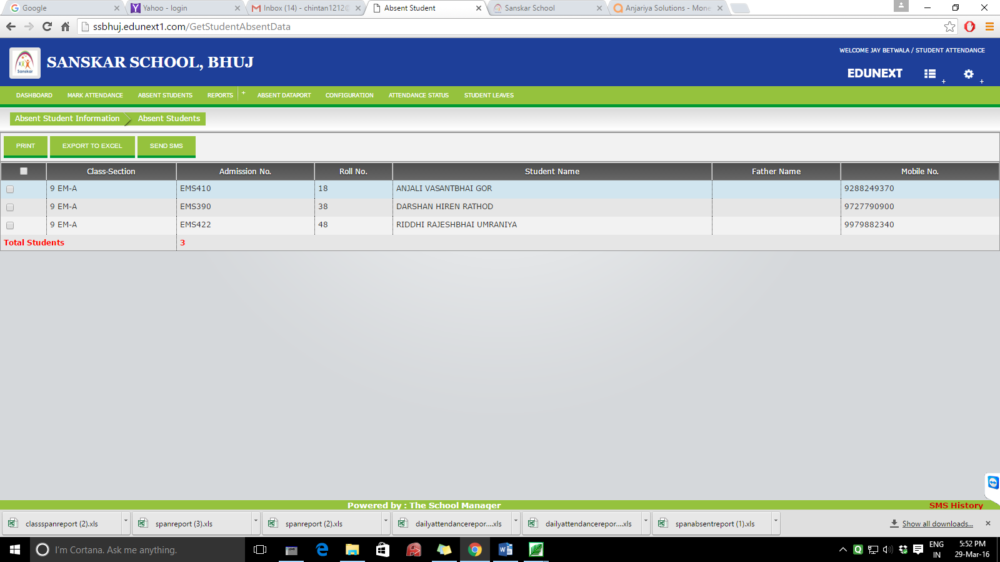 Google
Yahoo - login
Inbox (14) - chintan1212@
Absent Student
Sanskar School
Anjariya Solutions - Mone
ssbhuj.edunext1.com/GetStudentAbsentData
Sanskar
SANSKAR SCHOOL, BHUJ
WELCOME JAY BETWALA / STUDENT ATTENDANCE
EDUNEXT
+ +
DASHBOARD MARK ATTENDANCE ABSENT STUDENTS REPORTS + ABSENT DATAPORT CONFIGURATION ATTENDANCE STATUS STUDENT LEAVES
Absent Student Information Absent Students
PRINT EXPORT TO EXCEL SEND SMS
Class-Section Admission No. Roll No. Student Name Father Name Mobile No.
9 EM-A EMS410 18 ANJALI VASANTBHAI GOR 9288249370
9 EM-A EMS390 38 DARSHAN HIREN RATHOD 9727790900
9 EM-A EMS422 48 RIDDHI RAJESHBHAI UMRANIYA 9979882340
Total Students 3
Powered by : The School Manager SMS History
classspanreport (2).xls spanreport (3).xls spanreport (2).xls dailyattendancerepor....xls dailyattendancerepor....xls spanabsentreport (1).xls Show all downloads...
I'm Cortana. Ask me anything.
ENG
IN
5:52 PM
29-Mar-16